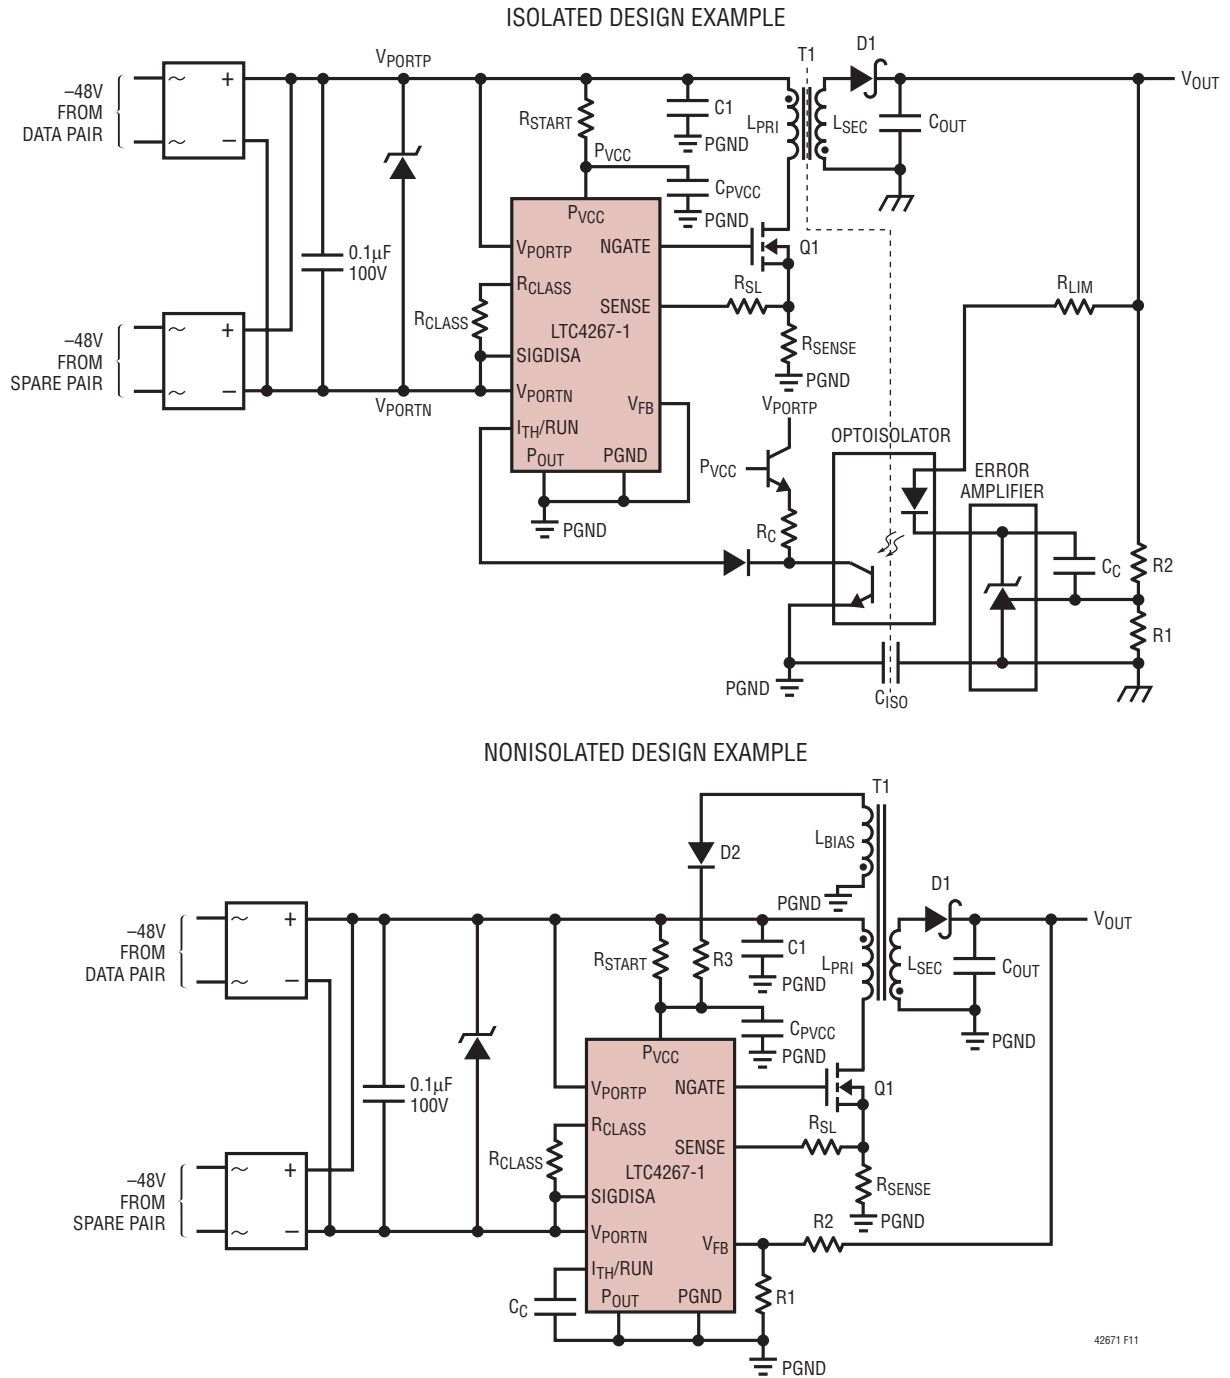 ISOLATED DESIGN EXAMPLE
–48V
FROM
DATA PAIR
~
~
+
–
VPORTP
RSTART
C1
PGND
PVCC
CPVCC
PGND
T1
LPRI
LSEC
D1
COUT
VOUT
0.1µF
100V
PVCC
VPORTP
NGATE
RCLASS
SENSE
LTC4267-1
SIGDISA
VPORTN
VFB
ITH/RUN
POUT
PGND
RCLASS
Q1
RSL
RSENSE
PGND
RLIM
–48V
FROM
SPARE PAIR
~
~
+
–
VPORTN
PGND
VPORTP
PVCC
RC
OPTOISOLATOR
ERROR
AMPLIFIER
CC
R2
R1
PGND
CISO
NONISOLATED DESIGN EXAMPLE
T1
LBIAS
D2
PGND
–48V
FROM
DATA PAIR
~
~
+
–
RSTART
R3
C1
PGND
CPVCC
PGND
LPRI
LSEC
D1
COUT
VOUT
PGND
0.1µF
100V
PVCC
VPORTP
NGATE
RCLASS
SENSE
LTC4267-1
SIGDISA
VPORTN
VFB
ITH/RUN
POUT
PGND
RCLASS
Q1
RSL
RSENSE
PGND
R2
–48V
FROM
SPARE PAIR
~
~
+
–
CC
R1
PGND
42671 F11